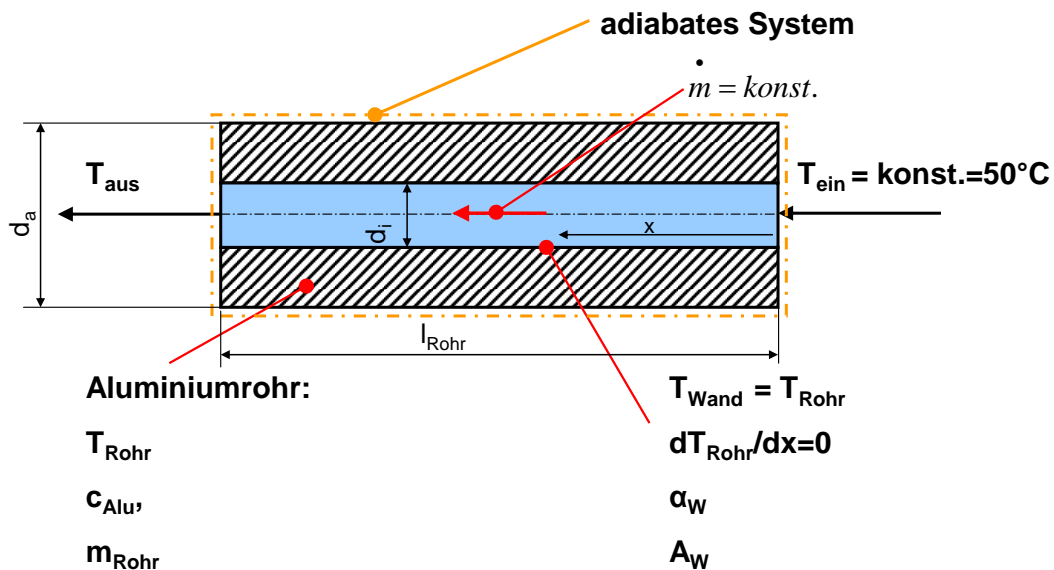 adiabates System
ṁ = konst.
T_aus
T_ein = konst.=50°C
d_a
d_i
x
l_Rohr
Aluminiumrohr:
T_Rohr
c_Alu,
m_Rohr
T_Wand = T_Rohr
dT_Rohr/dx=0
α_W
A_W